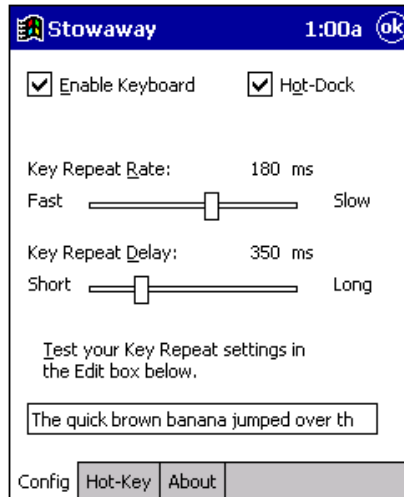 Stowaway 1:00a ok
Enable Keyboard Hot-Dock
Key Repeat Rate: 180 ms
Fast Slow
Key Repeat Delay: 350 ms
Short Long
Test your Key Repeat settings in
the Edit box below.
The quick brown banana jumped over th
Config Hot-Key About